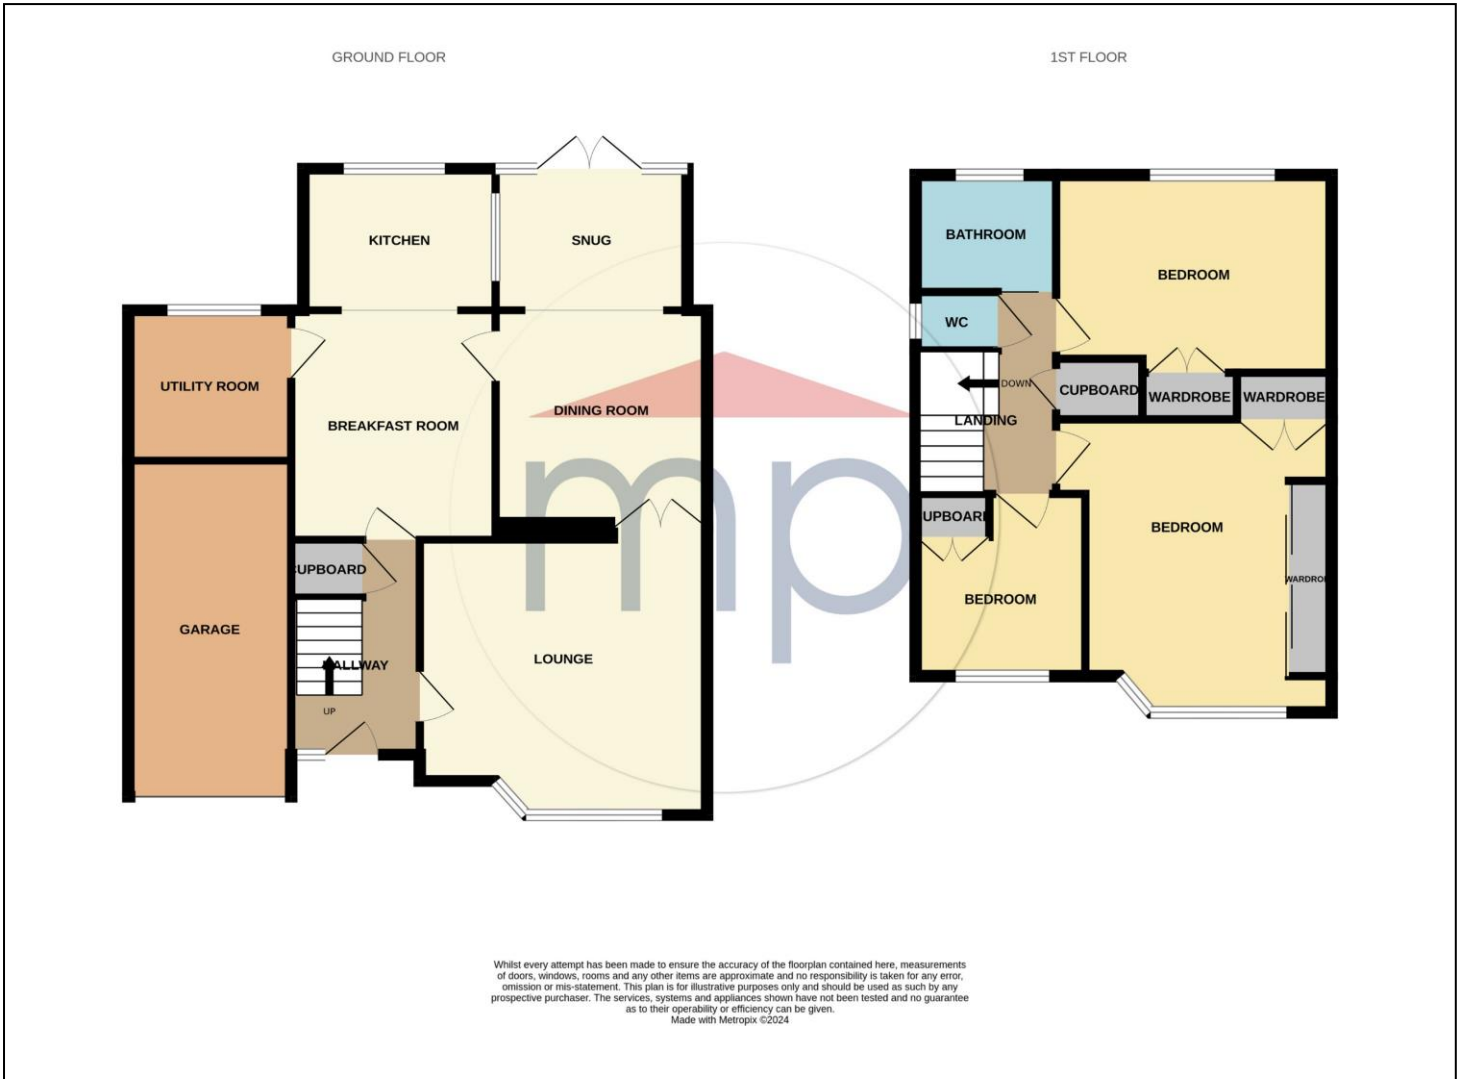 GROUND FLOOR
1ST FLOOR
KITCHEN
SNUG
UTILITY ROOM
BREAKFAST ROOM
DINING ROOM
CUPBOARD
GARAGE
HALLWAY
LOUNGE
UP
BATHROOM
BEDROOM
WC
DOWN
CUPBOARD
WARDROBE
WARDROBE
LANDING
UPBOAR
BEDROOM
WARDROB
BEDROOM
mp
Whilst every attempt has been made to ensure the accuracy of the floorplan contained here, measurements
of doors, windows, rooms and any other items are approximate and no responsibility is taken for any error,
omission or mis-statement. This plan is for illustrative purposes only and should be used as such by any
prospective purchaser. The services, systems and appliances shown have not been tested and no guarantee
as to their operability or efficiency can be given.
Made with Metropix ©2024